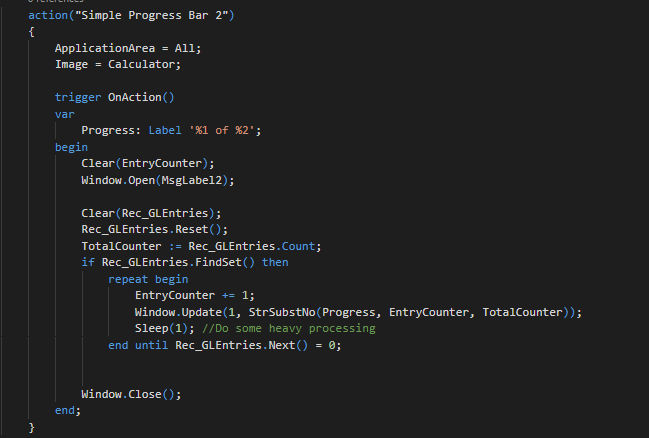 0 references
action("Simple Progress Bar 2")
{
ApplicationArea = All;
Image = Calculator;
trigger OnAction()
var
Progress: Label '%1 of %2';
begin
Clear(EntryCounter);
Window.Open(MsgLabel2);
Clear(Rec_GLEntries);
Rec_GLEntries.Reset();
TotalCounter := Rec_GLEntries.Count;
if Rec_GLEntries.FindSet() then
repeat begin
EntryCounter += 1;
Window.Update(1, StrSubstNo(Progress, EntryCounter, TotalCounter));
Sleep(1); //Do some heavy processing
end until Rec_GLEntries.Next() = 0;
Window.Close();
end;
}